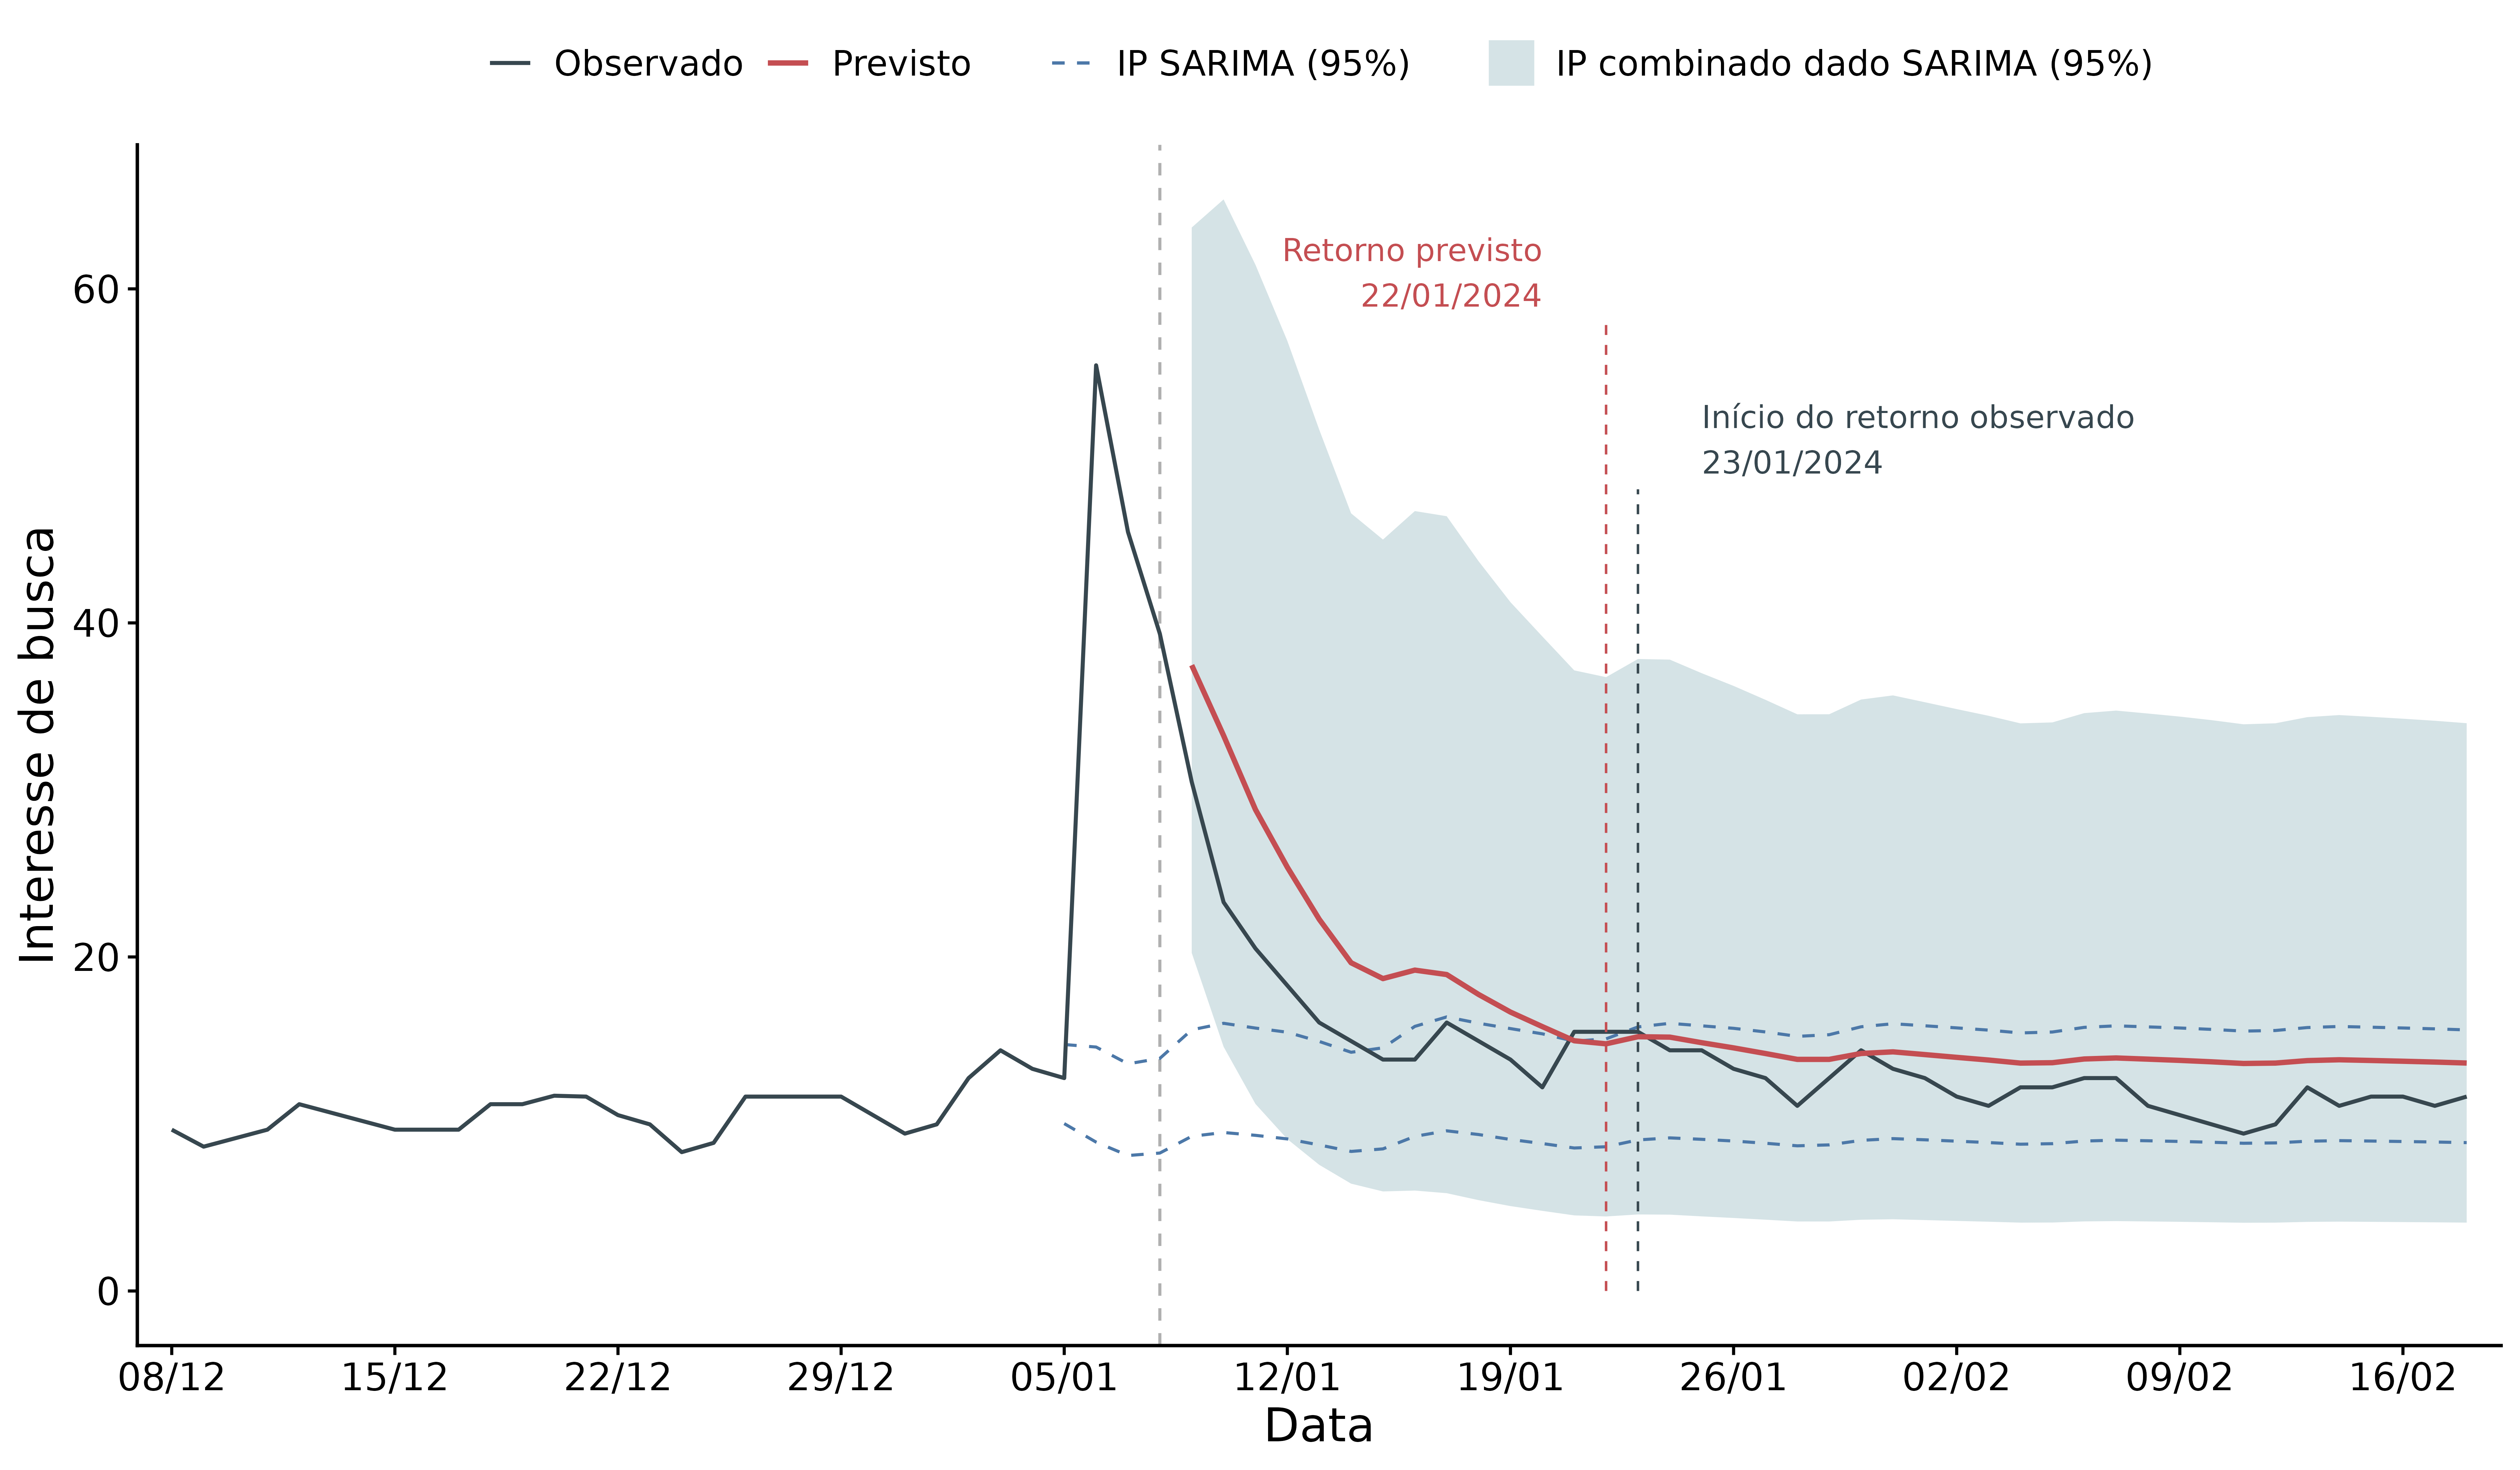 Observado
Previsto
IP SARIMA (95%)
IP combinado dado SARIMA (95%)
Interesse de busca
60
40
20
0
Retorno previsto
22/01/2024
Início do retorno observado
23/01/2024
08/12
15/12
22/12
29/12
05/01
12/01
19/01
26/01
02/02
09/02
16/02
Data